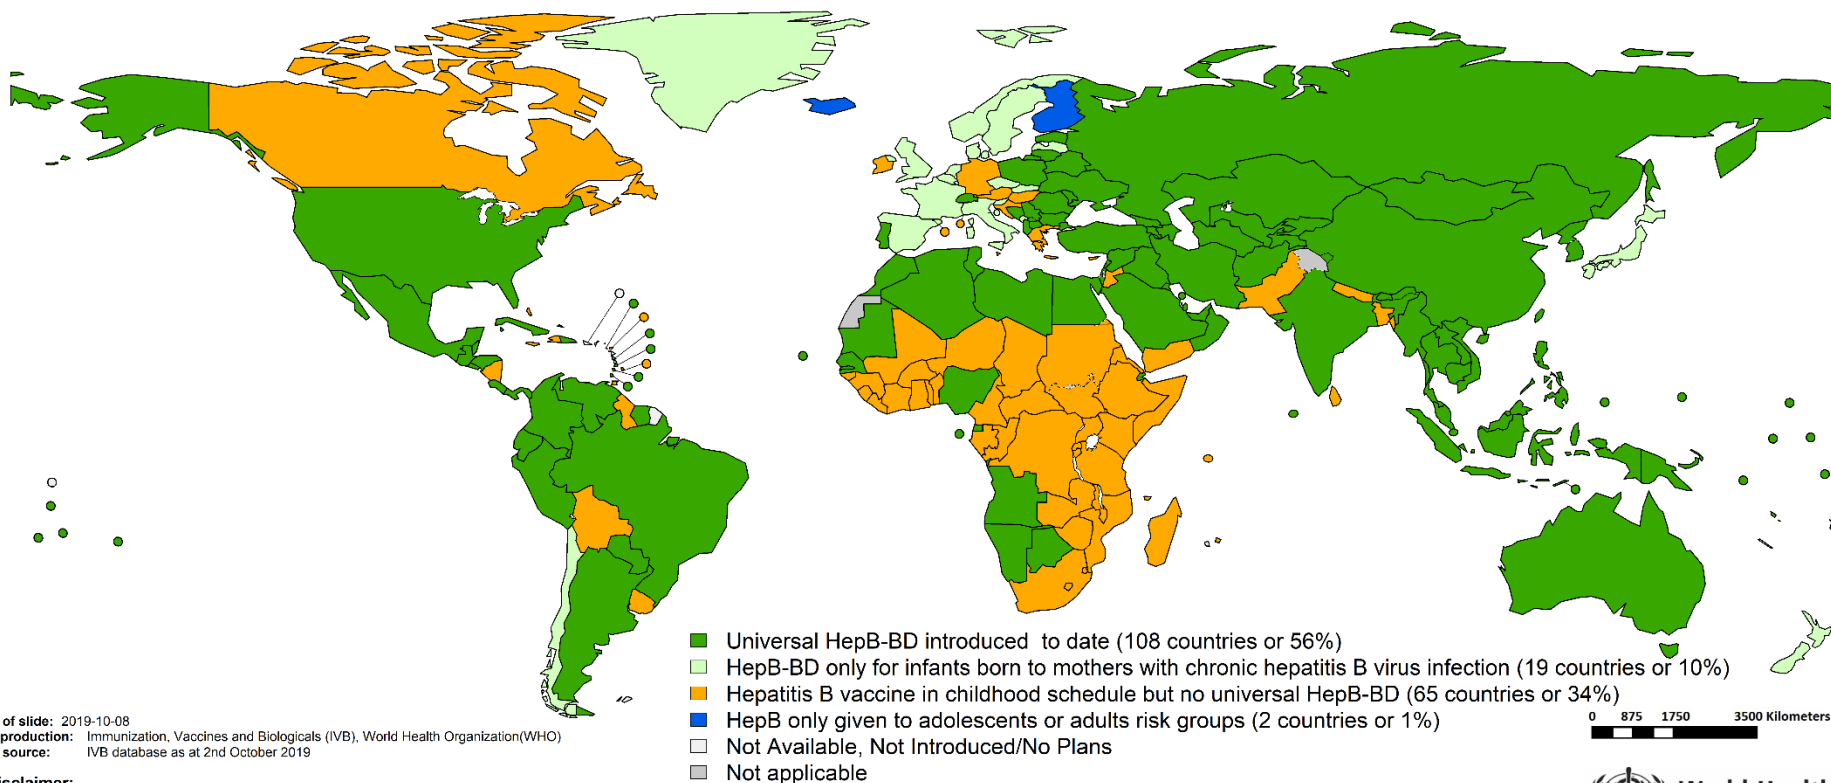 Universal HepB-BD introduced to date (108 countries or 56%)
HepB-BD only for infants born to mothers with chronic hepatitis B virus infection (19 countries or 10%)
Hepatitis B vaccine in childhood schedule but no universal HepB-BD (65 countries or 34%)
HepB only given to adolescents or adults risk groups (2 countries or 1%)
Not Available, Not Introduced/No Plans
Not applicable
0 875 1750 3500 Kilometers
of slide: 2019-10-08
production: Immunization, Vaccines and Biologicals (IVB), World Health Organization(WHO)
source: IVB database as at 2nd October 2019